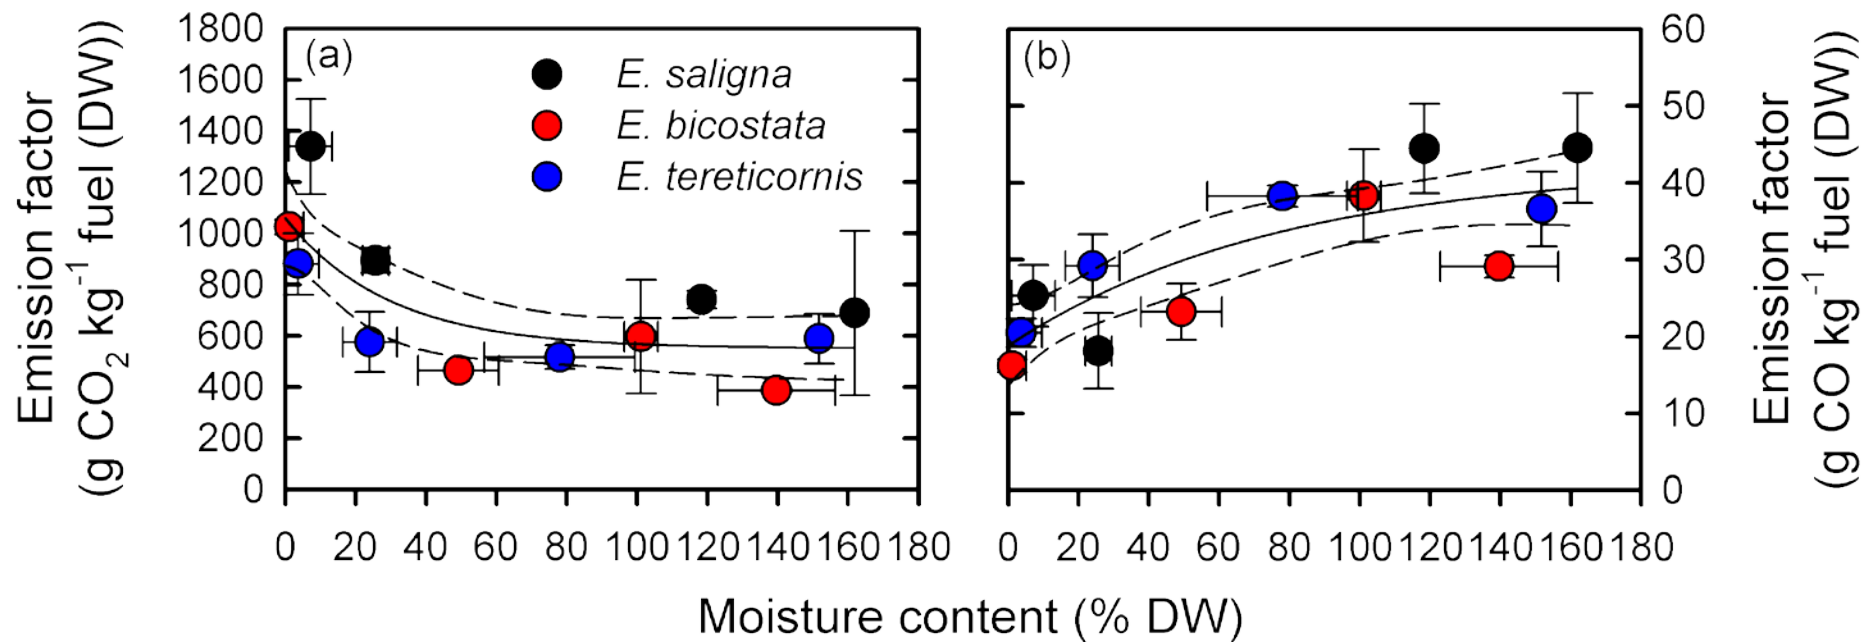 Emission factor
(g CO₂ kg⁻¹ fuel (DW))
1800
1600
1400
1200
1000
800
600
400
200
0
(a)
E. saligna
E. bicostata
E. tereticornis
0 20 40 60 80 100 120 140 160 180
(b)
60
50
40
30
20
10
0
0 20 40 60 80 100 120 140 160 180
Emission factor
(g CO kg⁻¹ fuel (DW))
Moisture content (% DW)